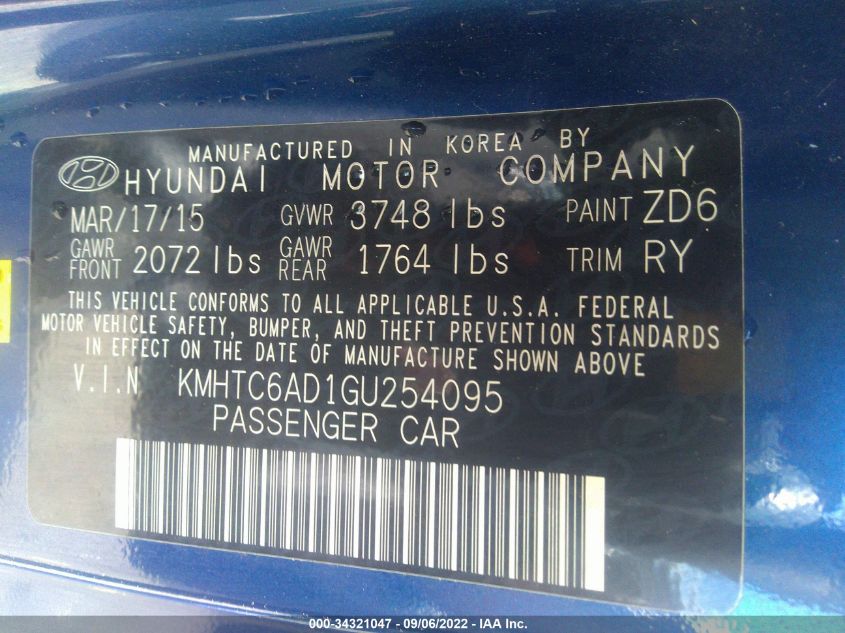 MANUFACTURED IN KOREA BY
HYUNDAI MOTOR COMPANY
MAR/17/15 GVWR 3748 lbs PAINT ZD6
GAWR FRONT 2072 lbs GAWR REAR 1764 lbs TRIM RY
THIS VEHICLE CONFORMS TO ALL APPLICABLE U.S.A. FEDERAL
MOTOR VEHICLE SAFETY, BUMPER, AND THEFT PREVENTION STANDARDS
IN EFFECT ON THE DATE OF MANUFACTURE SHOWN ABOVE
V.I.N KMHTC6AD1GU254095
PASSENGER CAR
000-34321047 - 09/06/2022 - IAA Inc.